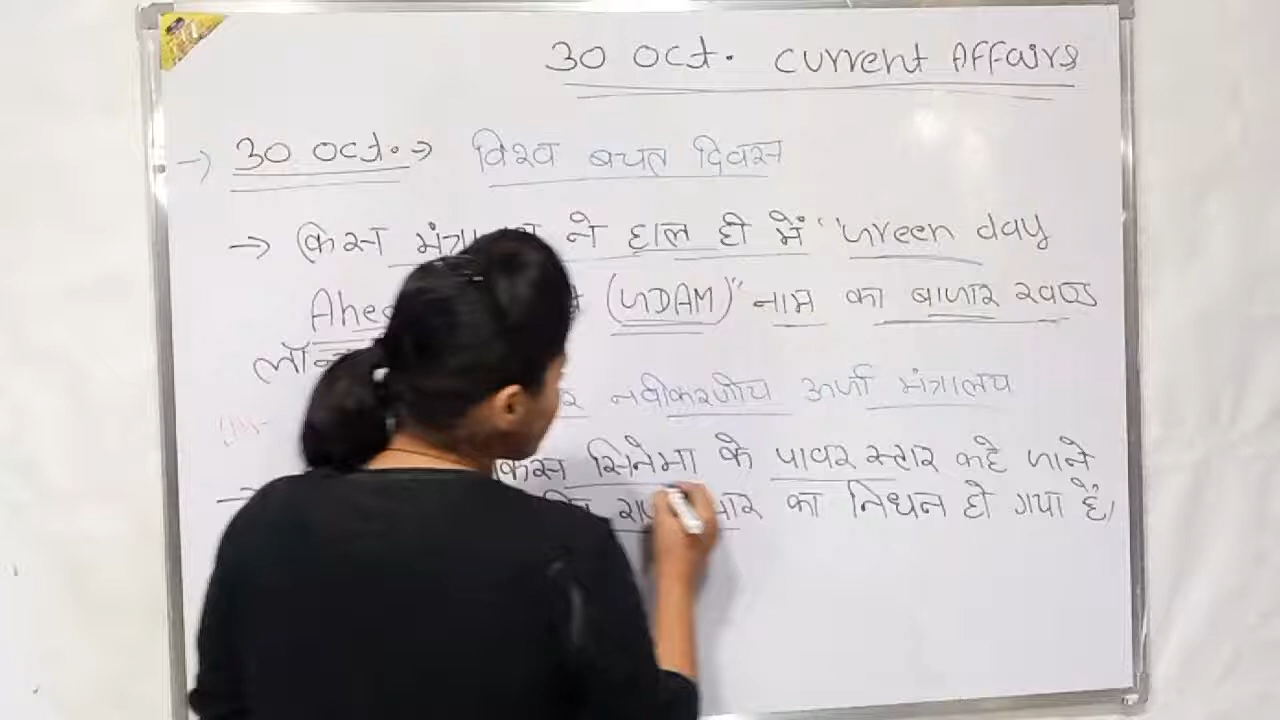 30 Oct. Current Affairs
→ 30 Oct. → विश्व बचत दिवस
→ किस ने हाल ही में "Green day
(GDAM)" नाम का बाजार खण्ड
नवीकरणीय ऊर्जा मंत्रालय
किस सिनेमा के पावर स्टार कहे जाने
का निधन हो गया है।